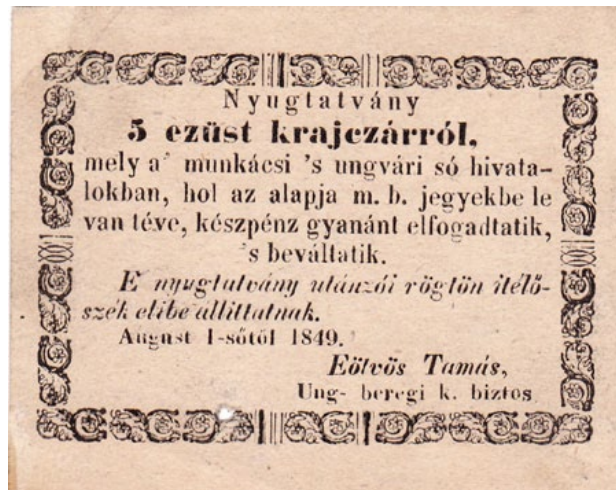 Nyugtatvány
5 ezüst krajczárról,
mely a' munkácsi 's ungvári só hivata-
lokban, hol az alapja m. b. jegyekbe le
van téve, készpénz gyanánt elfogadtatik,
's beváltatik.
E nyugtatvány utánzói rögtön itélő-
szék elibe állittatnak.
August 1-sőtől 1849.
Eötvös Tamás,
Ung- beregi k. biztos